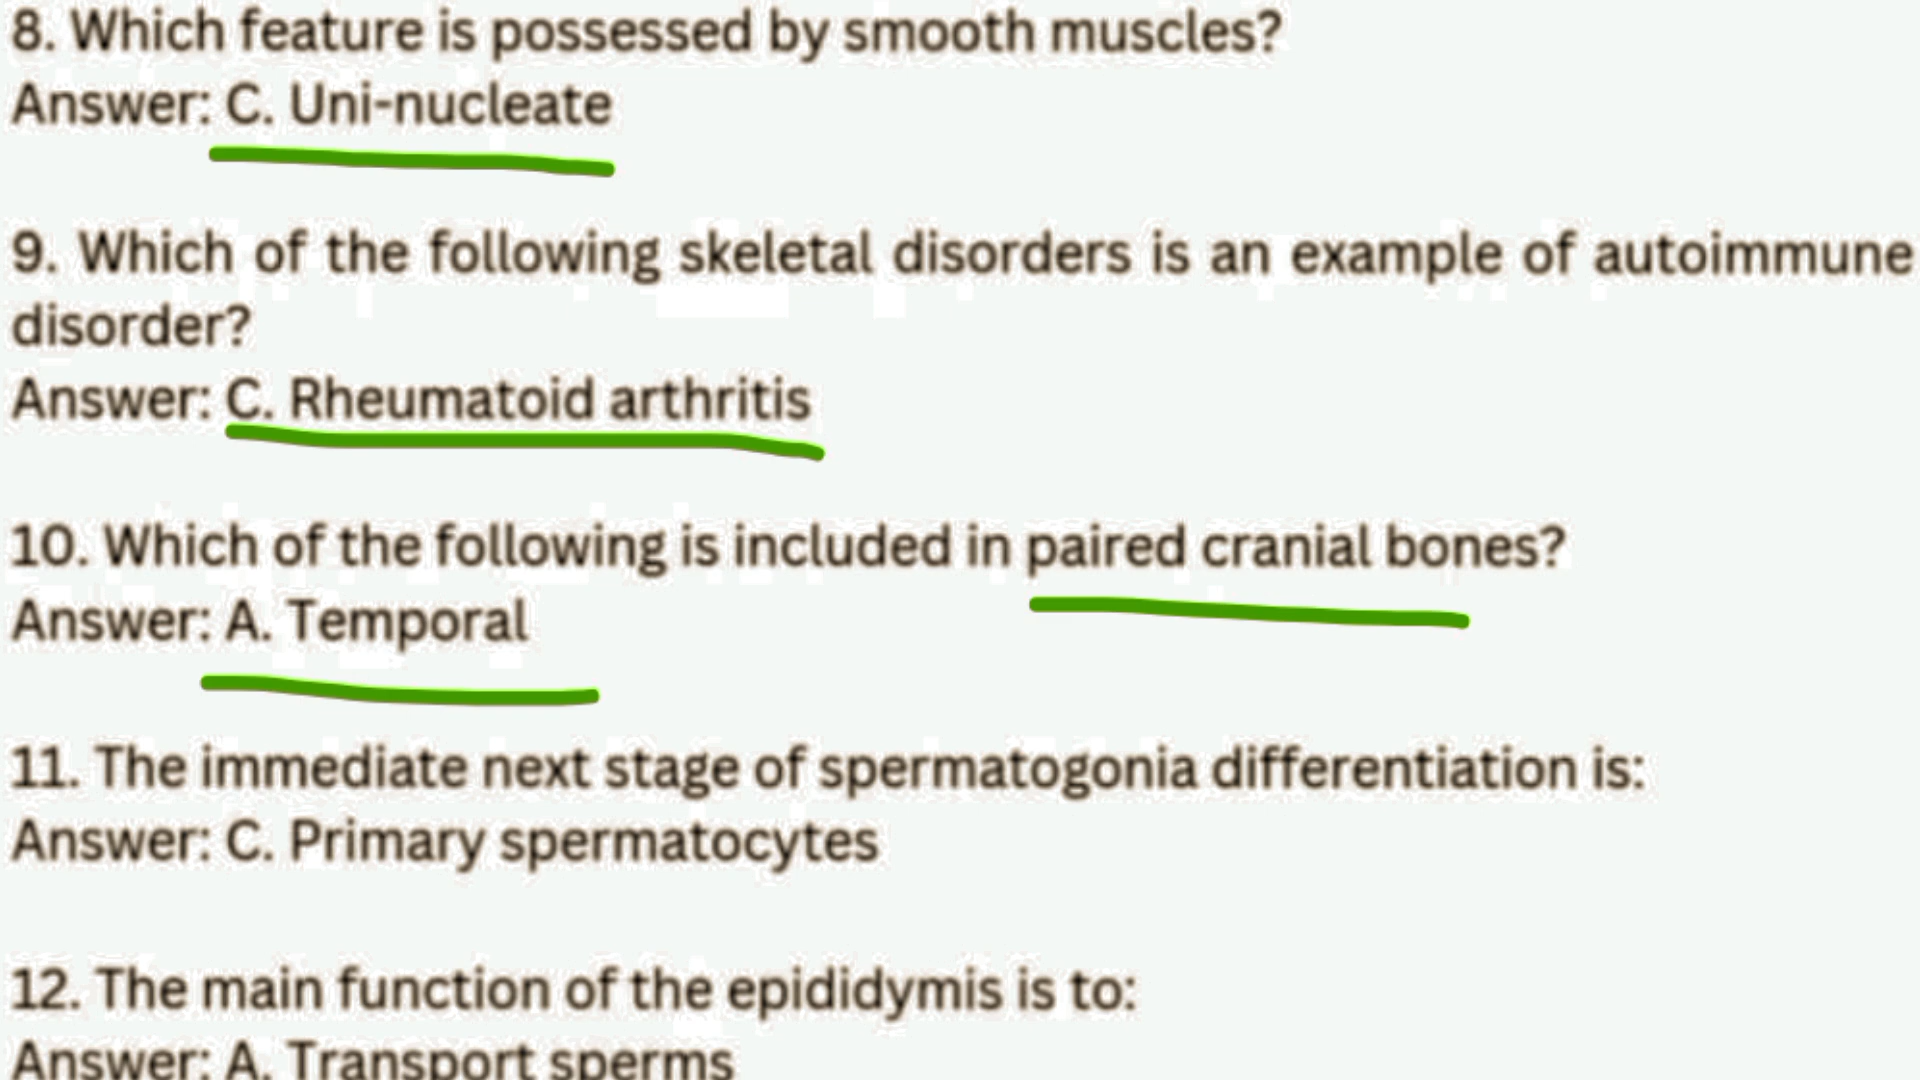 8. Which feature is possessed by smooth muscles?
Answer: C. Uni-nucleate
9. Which of the following skeletal disorders is an example of autoimmune
disorder?
Answer: C. Rheumatoid arthritis
10. Which of the following is included in paired cranial bones?
Answer: A. Temporal
11. The immediate next stage of spermatogonia differentiation is:
Answer: C. Primary spermatocytes
12. The main function of the epididymis is to:
Answer: A. Transport sperms